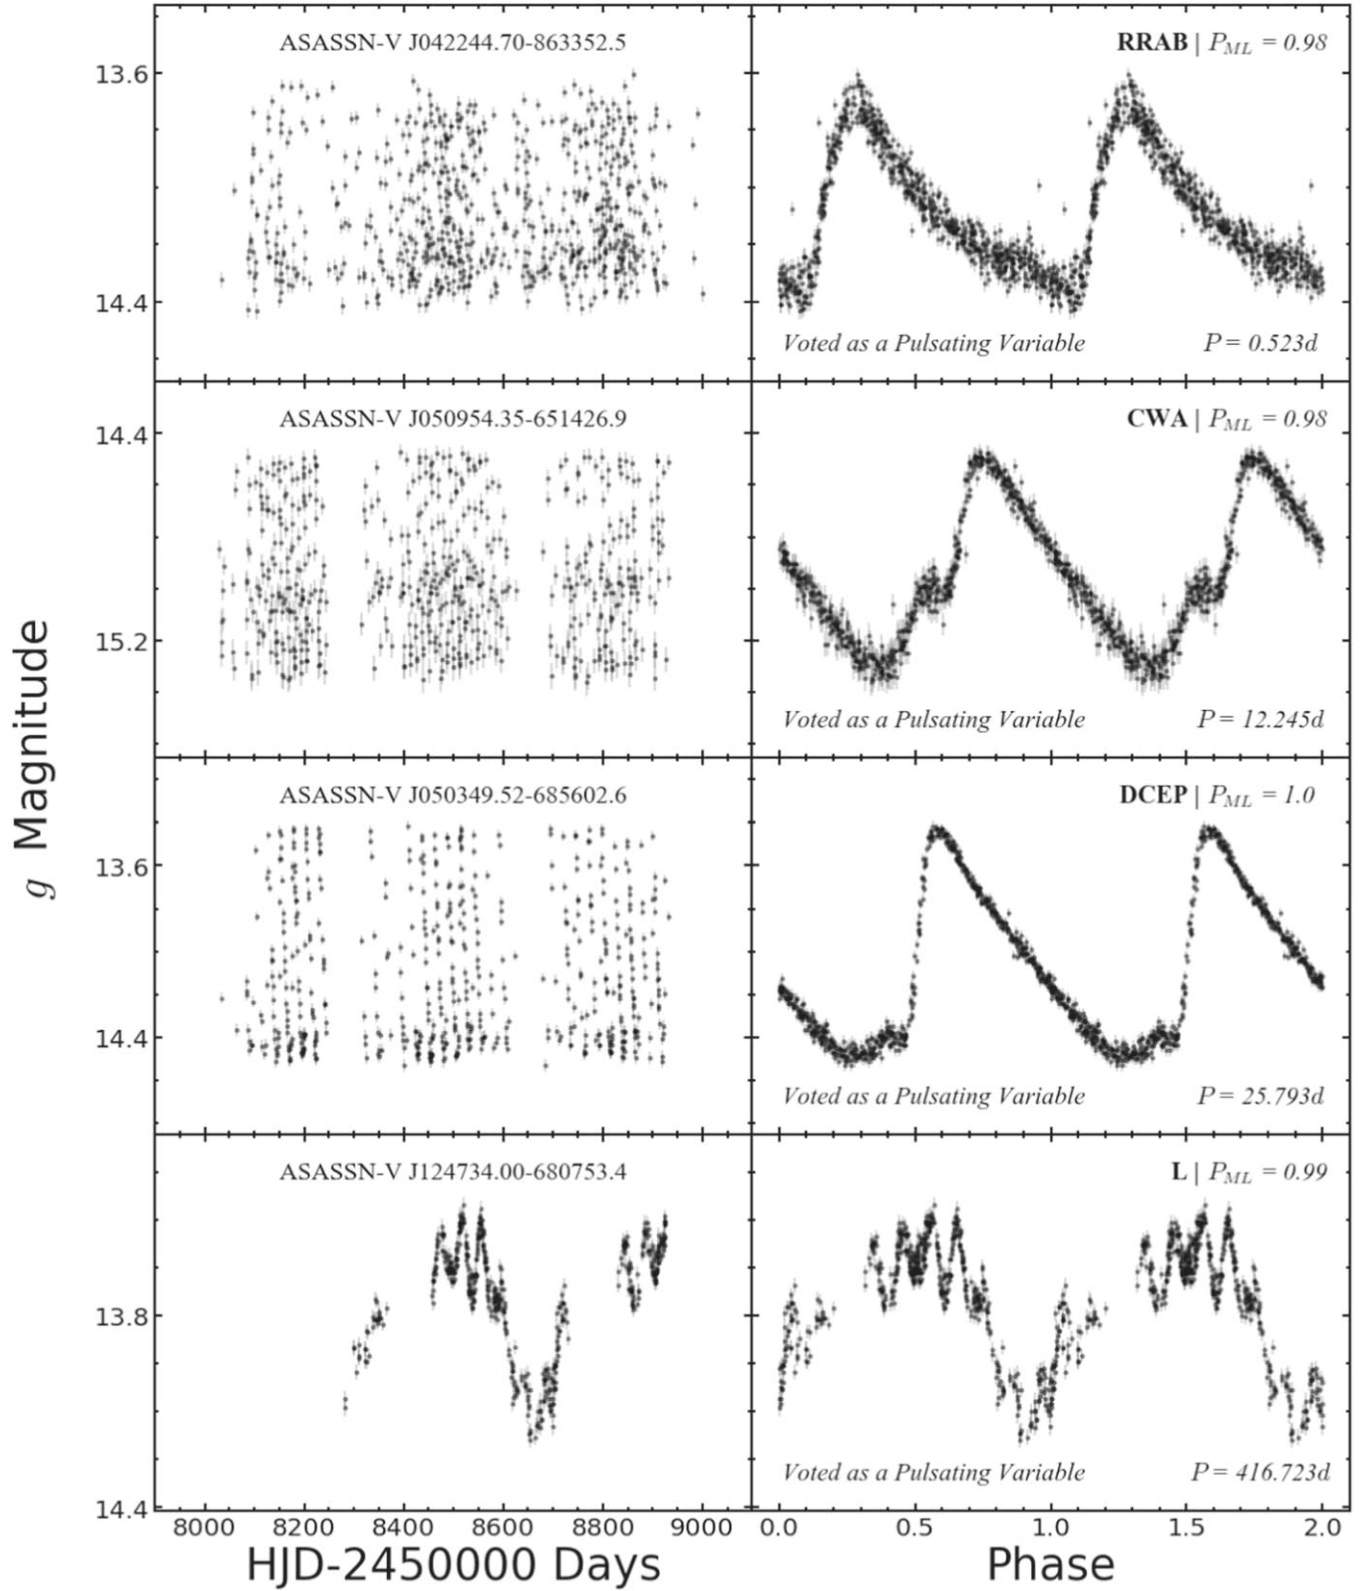 ASASSN-V J042244.70-863352.5
RRAB | P_ML = 0.98
13.6
14.4
Voted as a Pulsating Variable
P = 0.523d
ASASSN-V J050954.35-651426.9
CWA | P_ML = 0.98
14.4
15.2
Voted as a Pulsating Variable
P = 12.245d
g Magnitude
ASASSN-V J050349.52-685602.6
DCEP | P_ML = 1.0
13.6
14.4
Voted as a Pulsating Variable
P = 25.793d
ASASSN-V J124734.00-680753.4
L | P_ML = 0.99
13.8
14.4
Voted as a Pulsating Variable
P = 416.723d
8000 8200 8400 8600 8800 9000
0.0 0.5 1.0 1.5 2.0
HJD-2450000 Days
Phase